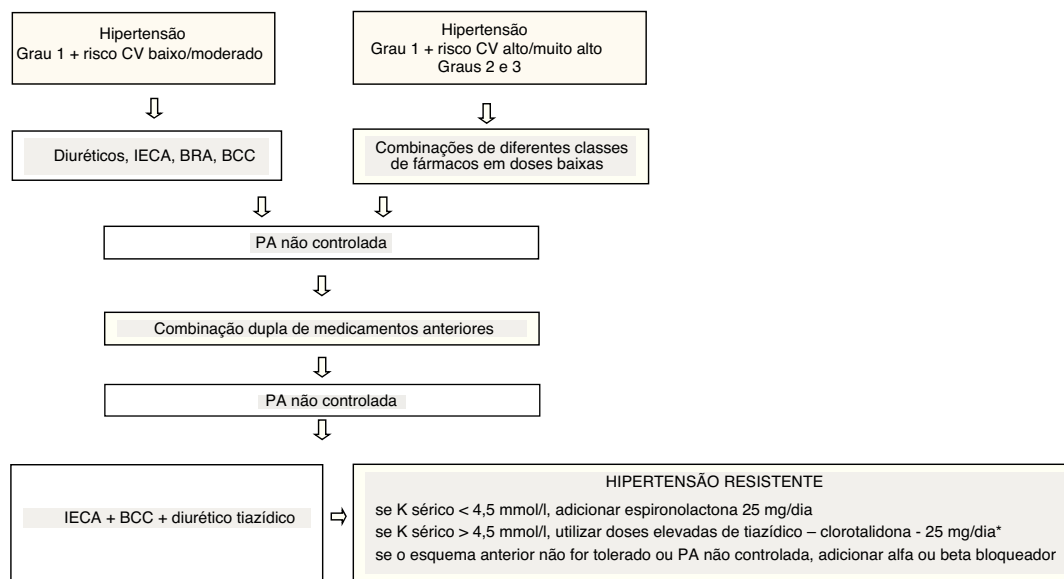 Hipertensão
Grau 1 + risco CV baixo/moderado
Hipertensão
Grau 1 + risco CV alto/muito alto
Graus 2 e 3
Diuréticos, IECA, BRA, BCC
Combinações de diferentes classes
de fármacos em doses baixas
PA não controlada
Combinação dupla de medicamentos anteriores
PA não controlada
IECA + BCC + diurético tiazídico
HIPERTENSÃO RESISTENTE
se K sérico < 4,5 mmol/l, adicionar espironolactona 25 mg/dia
se K sérico > 4,5 mmol/l, utilizar doses elevadas de tiazídico – clorotalidona - 25 mg/dia*
se o esquema anterior não for tolerado ou PA não controlada, adicionar alfa ou beta bloqueador